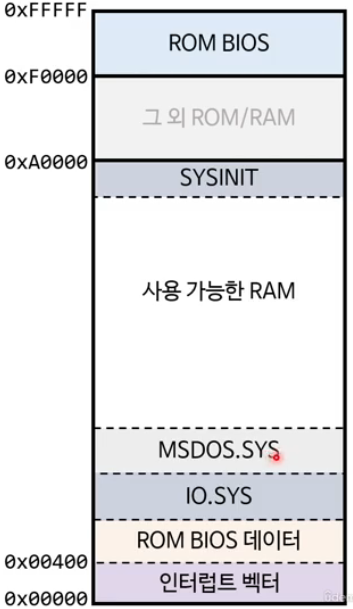 0xFFFFF
ROM BIOS
0xF0000
그 외 ROM/RAM
0xA0000
SYSINIT
사용 가능한 RAM
MSDOS.SYS
IO.SYS
ROM BIOS 데이터
0x00400
인터럽트 벡터
0x00000